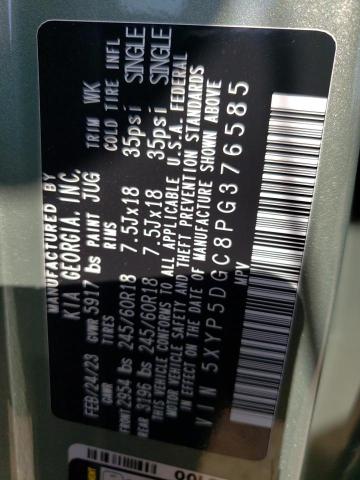 MANUFACTURED BY
KIA GEORGIA, INC.
FEB/24/23 GVWR 5917 lbs PAINT JUG TRIM WK
GAWR TIRES RIMS COLD TIRE INFL
FRONT 2954 lbs 245/60R18 7.5Jx18 35psi SINGLE
REAR 3296 lbs 245/60R18 7.5Jx18 35psi SINGLE
THIS VEHICLE CONFORMS TO ALL APPLICABLE U.S.A. FEDERAL
MOTOR VEHICLE SAFETY AND THEFT PREVENTION STANDARDS
IN EFFECT ON THE DATE OF MANUFACTURE SHOWN ABOVE
VIN 5XYP5DGC8PG376585
MPV